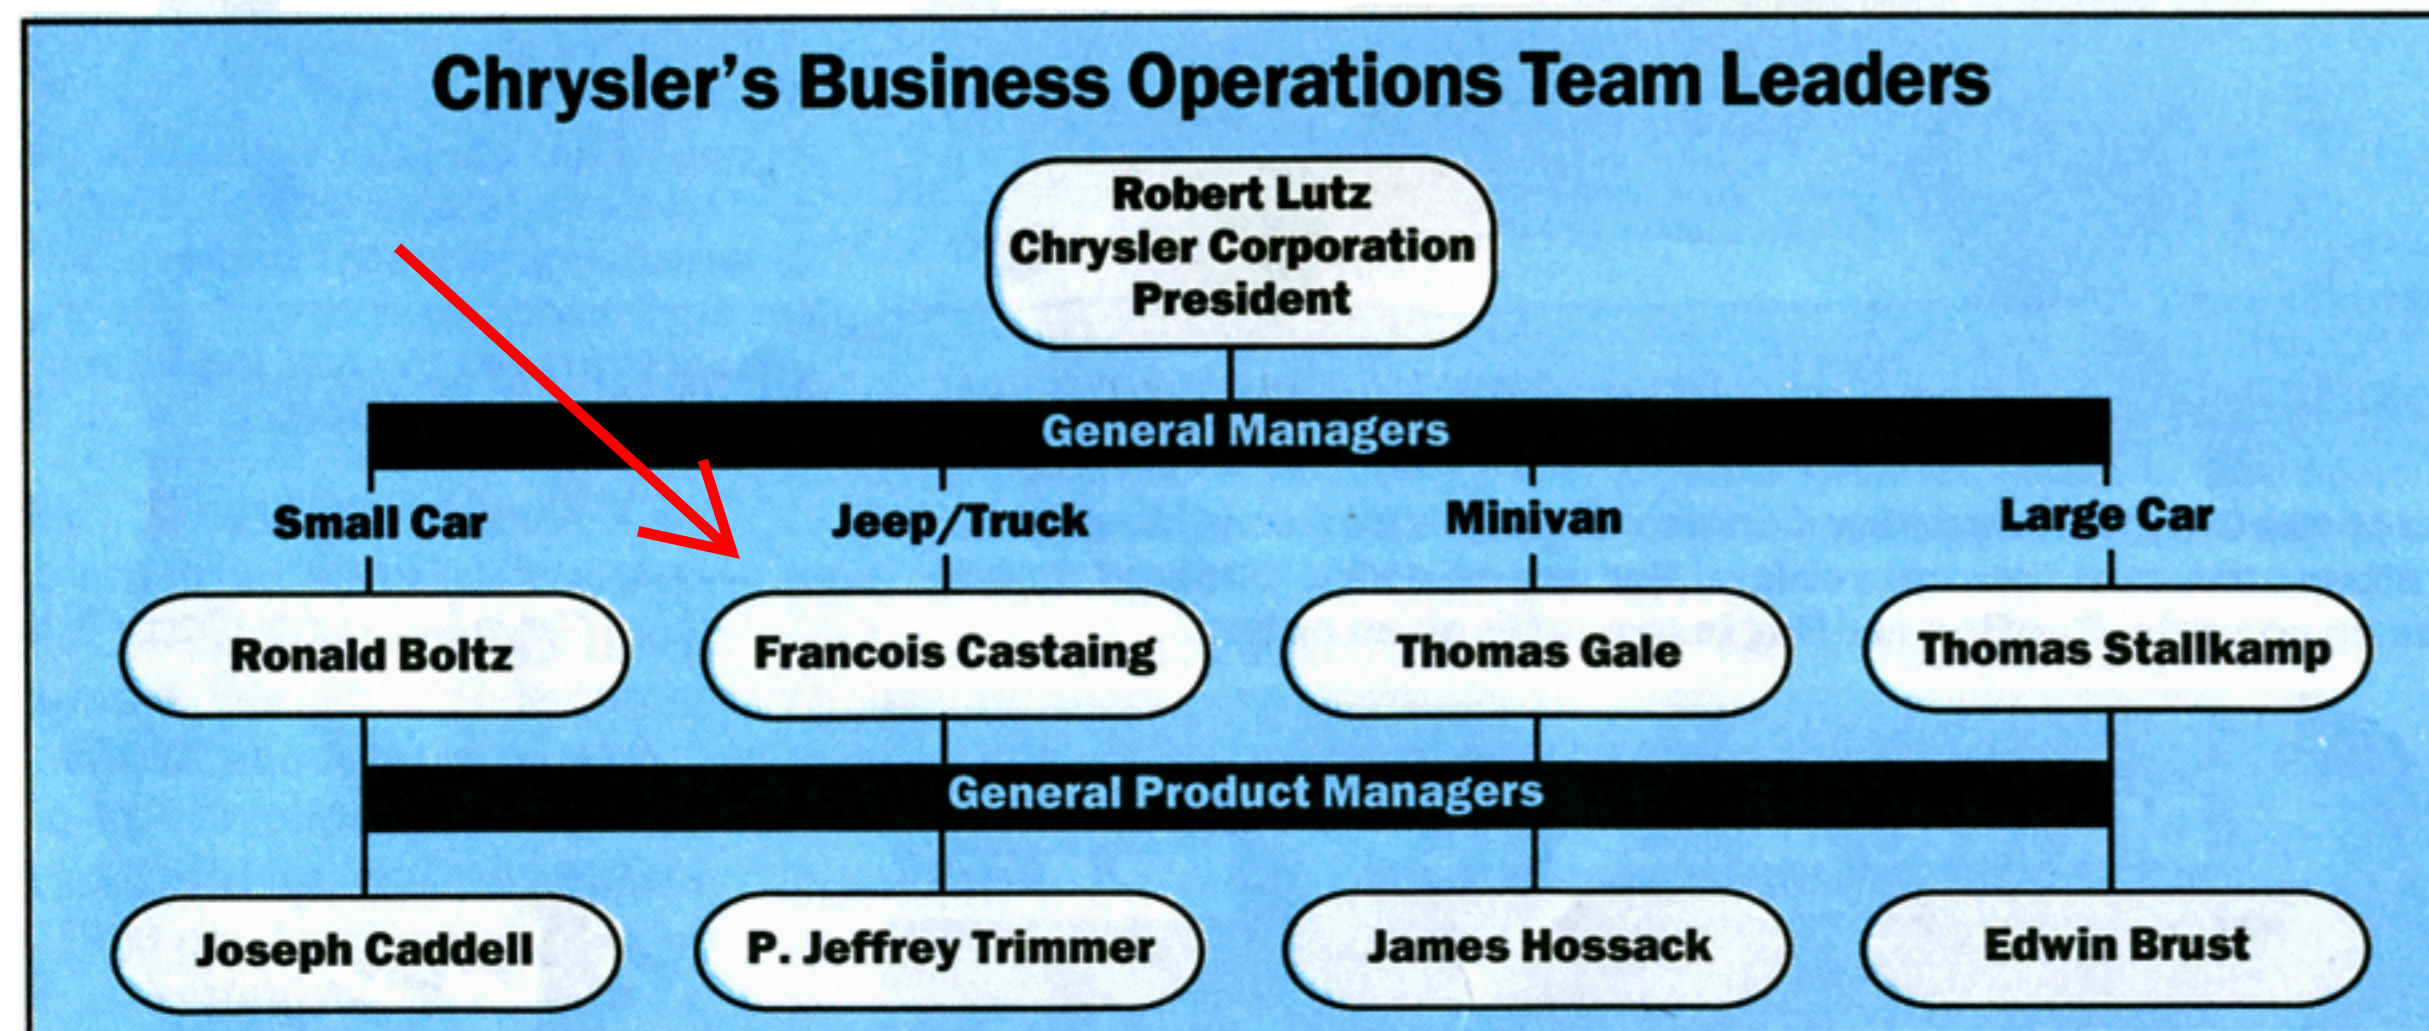 Chrysler's Business Operations Team Leaders
Robert Lutz
Chrysler Corporation
President
General Managers
Small Car
Jeep/Truck
Minivan
Large Car
Ronald Boltz
Francois Castaing
Thomas Gale
Thomas Stallkamp
General Product Managers
Joseph Caddell
P. Jeffrey Trimmer
James Hossack
Edwin Brust